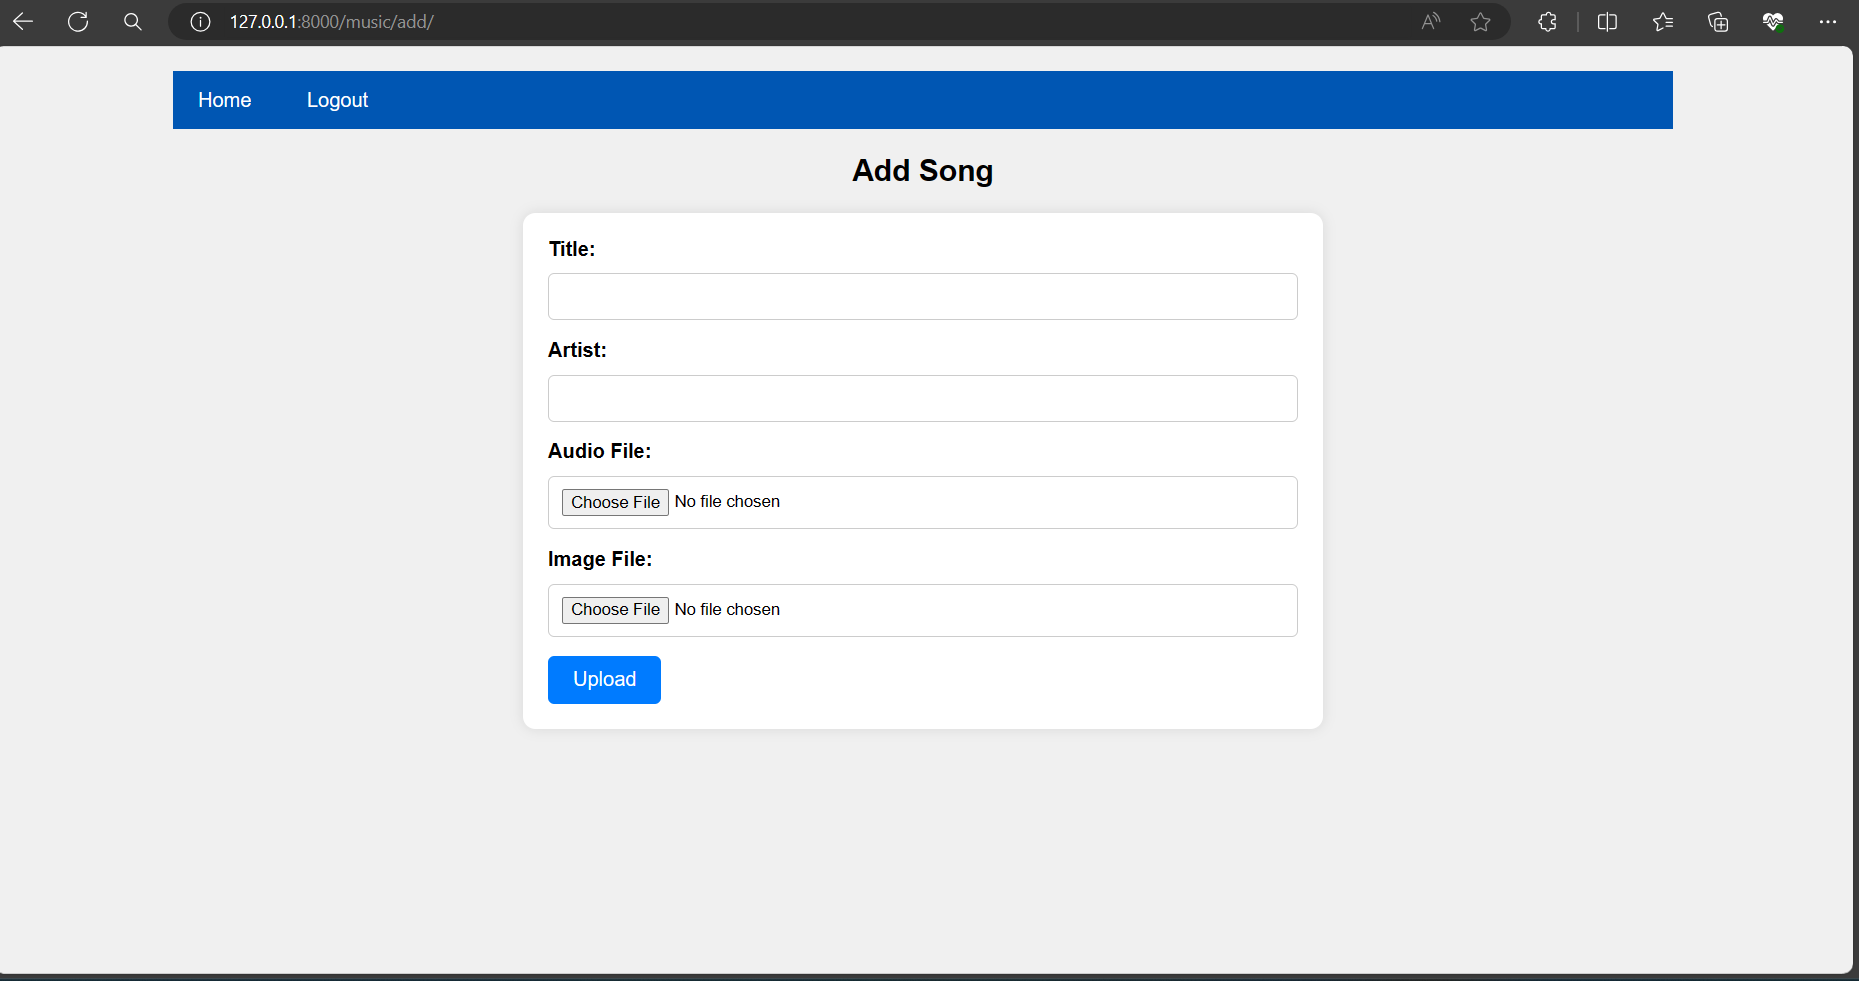 127.0.0.1:8000/music/add/
Home Logout
Add Song
Title:
Artist:
Audio File:
Choose File No file chosen
Image File:
Choose File No file chosen
Upload